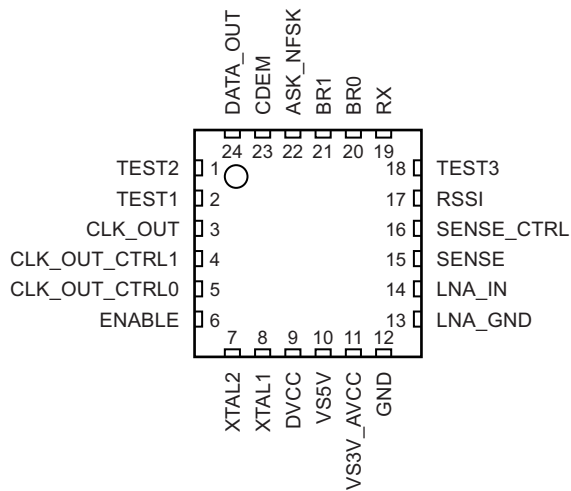 DATA_OUT
CDEM
ASK_NFSK
BR1
BR0
RX
24 23 22 21 20 19
TEST2 1
18 TEST3
TEST1 2
17 RSSI
CLK_OUT 3
16 SENSE_CTRL
CLK_OUT_CTRL1 4
15 SENSE
CLK_OUT_CTRL0 5
14 LNA_IN
ENABLE 6
13 LNA_GND
7 8 9 10 11 12
XTAL2
XTAL1
DVCC
VS5V
VS3V_AVCC
GND